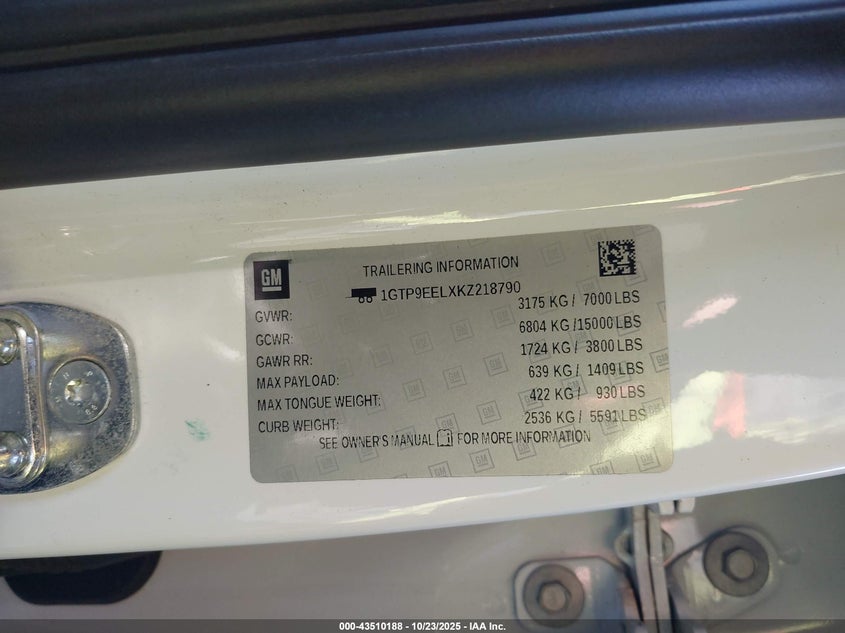 GM
TRAILERING INFORMATION
1GTP9EELXKZ218790
GVWR: 3175 KG / 7000 LBS
GCWR: 6804 KG /15000 LBS
GAWR RR: 1724 KG / 3800 LBS
MAX PAYLOAD: 639 KG / 1409 LBS
MAX TONGUE WEIGHT: 422 KG / 930 LBS
CURB WEIGHT: 2536 KG / 5591 LBS
SEE OWNER'S MANUAL FOR MORE INFORMATION
000-43510188 - 10/23/2025 - IAA Inc.